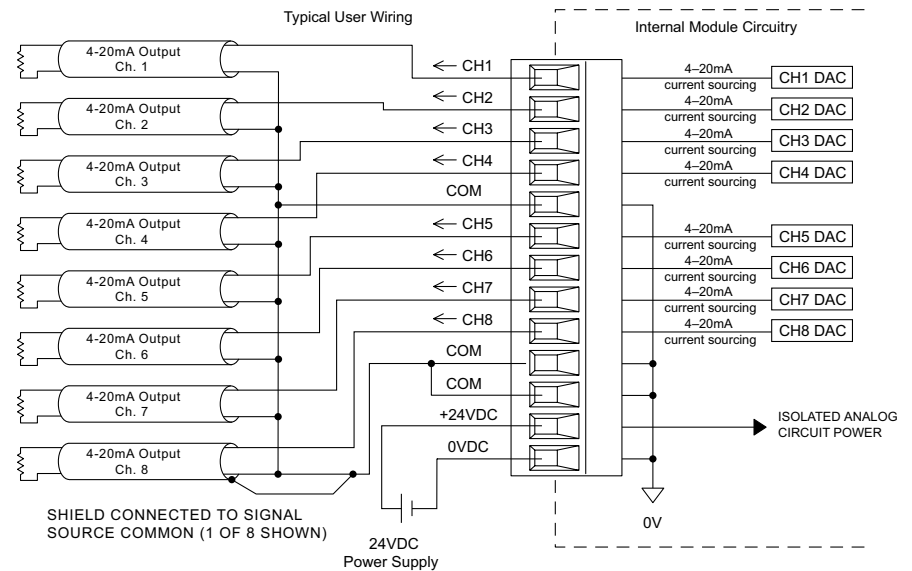 Typical User Wiring
Internal Module Circuitry
4-20mA Output
Ch. 1
4-20mA Output
Ch. 2
4-20mA Output
Ch. 3
4-20mA Output
Ch. 4
4-20mA Output
Ch. 5
4-20mA Output
Ch. 6
4-20mA Output
Ch. 7
4-20mA Output
Ch. 8
CH1
CH2
CH3
CH4
COM
CH5
CH6
CH7
CH8
COM
COM
+24VDC
0VDC
4–20mA
current sourcing
CH1 DAC
4–20mA
current sourcing
CH2 DAC
4–20mA
current sourcing
CH3 DAC
4–20mA
current sourcing
CH4 DAC
4–20mA
current sourcing
CH5 DAC
4–20mA
current sourcing
CH6 DAC
4–20mA
current sourcing
CH7 DAC
4–20mA
current sourcing
CH8 DAC
ISOLATED ANALOG
CIRCUIT POWER
0V
SHIELD CONNECTED TO SIGNAL
SOURCE COMMON (1 OF 8 SHOWN)
24VDC
Power Supply